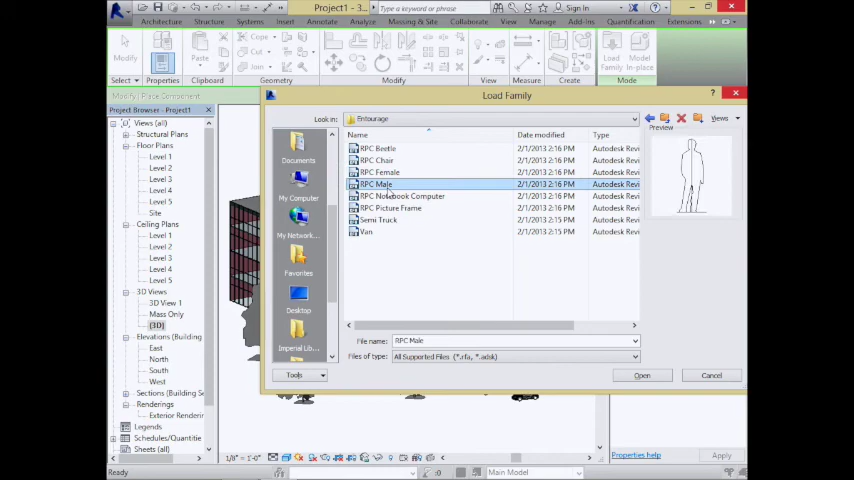 Project1 - 3...
Type a keyword or phrase
Sign In
Architecture Structure Systems Insert Annotate Analyze Massing & Site Collaborate View Manage Add-Ins Quantification Extensions
Modify
Paste
Cope
Cut
Join
Load Family
Model In-place
Select Properties Clipboard Geometry Modify View Measure Create Mode
Modify | Place Component
Load Family
Project Browser - Project1
Views (all)
Structural Plans
Floor Plans
Level 1
Level 2
Level 3
Level 4
Level 5
Site
Ceiling Plans
Level 1
Level 2
Level 3
Level 4
Level 5
3D Views
3D View 1
Mass Only
{3D}
Elevations (Building
East
North
South
West
Sections (Building
Renderings
Exterior Renderin
Legends
Schedules/Quantitie
Sheets (all)
Look in: Entourage
Views
Documents
My Computer
My Network...
Favorites
Desktop
Imperial Lib...
Name Date modified Type
RPC Beetle 2/1/2013 2:16 PM Autodesk Revi
RPC Chair 2/1/2013 2:16 PM Autodesk Revi
RPC Female 2/1/2013 2:16 PM Autodesk Revi
RPC Male 2/1/2013 2:16 PM Autodesk Revi
RPC Notebook Computer 2/1/2013 2:16 PM Autodesk Revi
RPC Picture Frame 2/1/2013 2:16 PM Autodesk Revi
Semi Truck 2/1/2013 2:15 PM Autodesk Revi
Van 2/1/2013 2:15 PM Autodesk Revi
Preview
File name: RPC Male
Files of type: All Supported Files (*.rfa, *.adsk)
Tools
Open
Cancel
1/8" = 1'-0"
Properties help
Apply
Ready
:0
Main Model